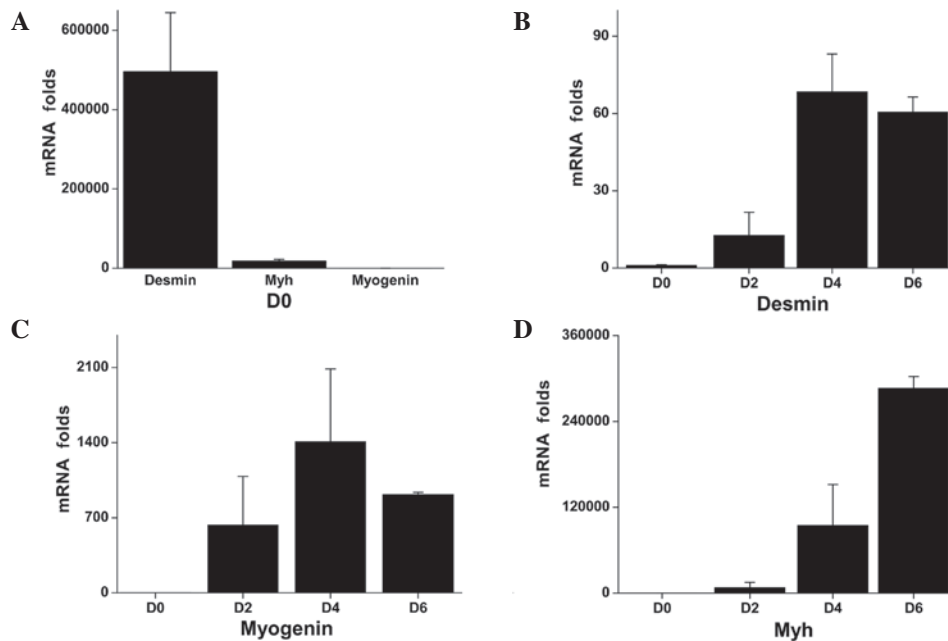 A
mRNA folds
600000
400000
200000
0
Desmin Myh Myogenin
D0
B
mRNA folds
90
60
30
0
D0 D2 D4 D6
Desmin
C
mRNA folds
2100
1400
700
0
D0 D2 D4 D6
Myogenin
D
mRNA folds
360000
240000
120000
0
D0 D2 D4 D6
Myh